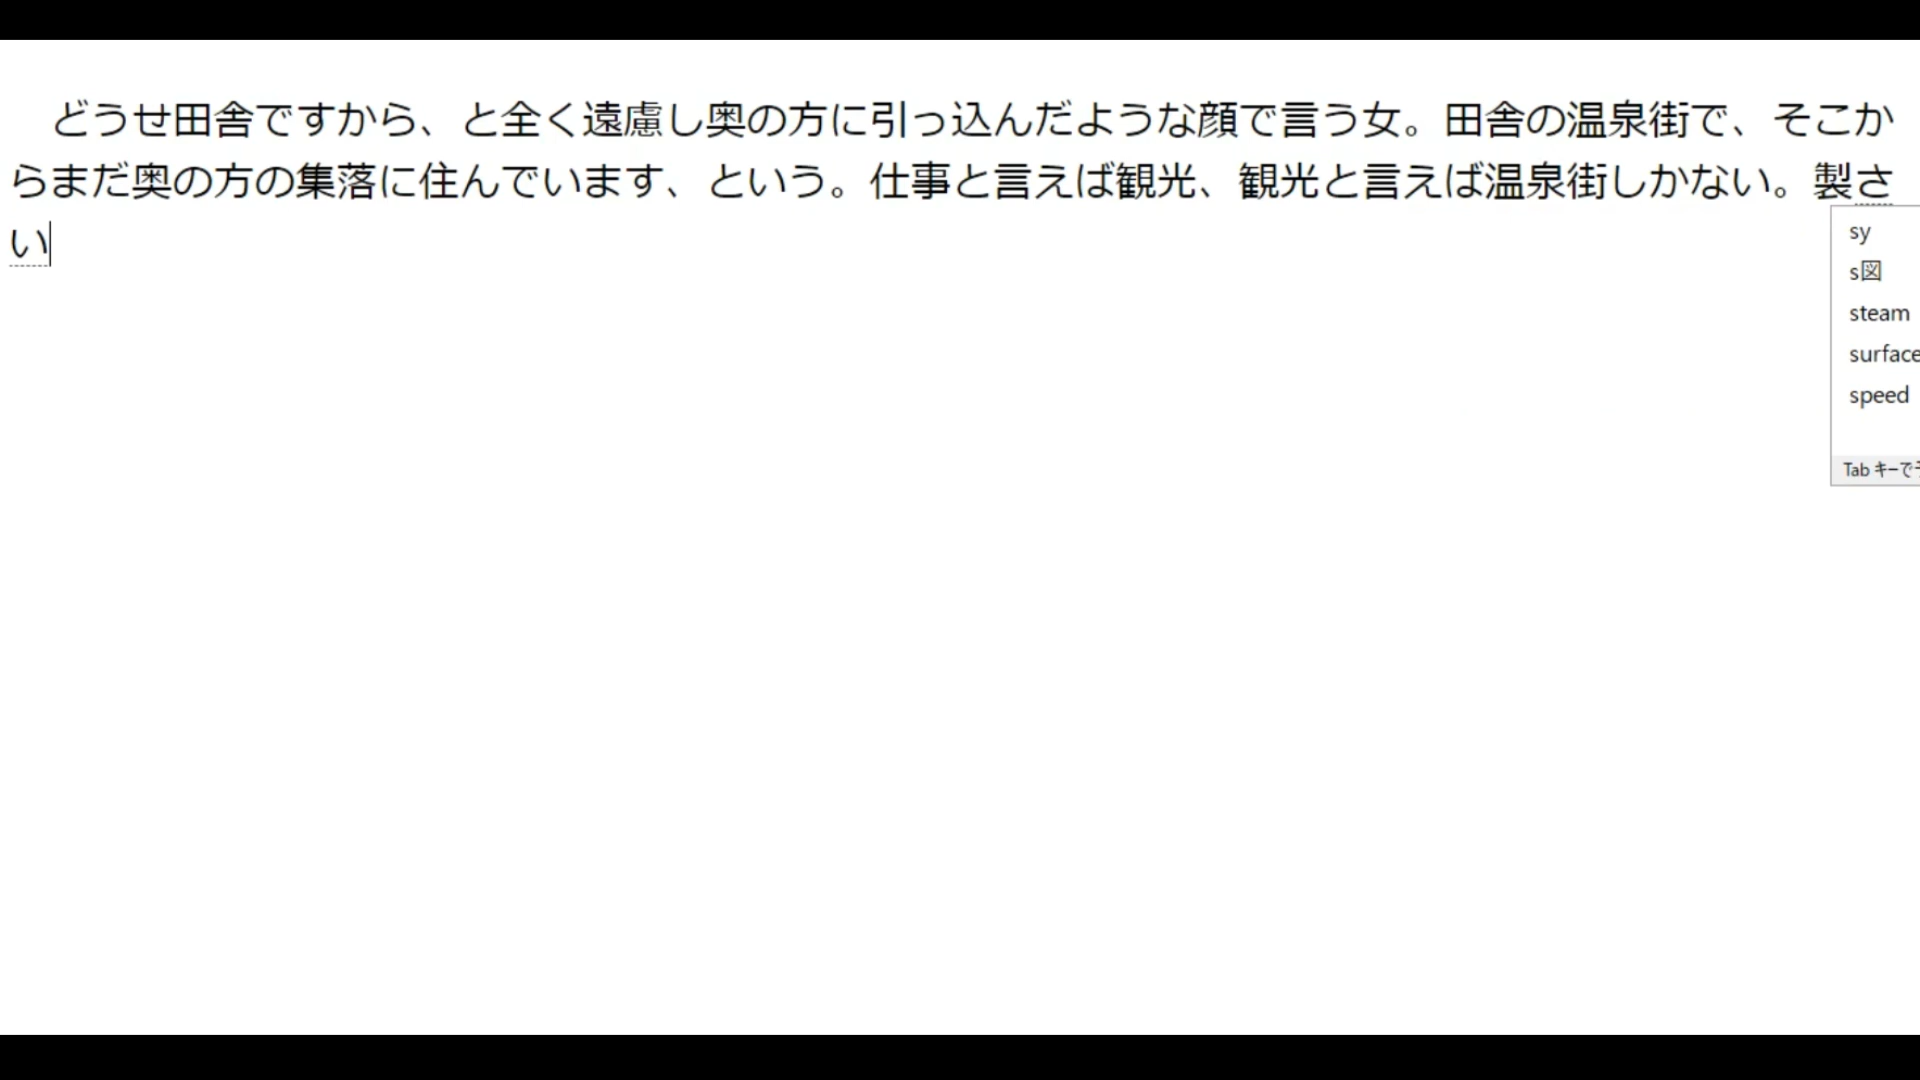 どうせ田舎ですから、と全く遠慮し奥の方に引っ込んだような顔で言う女。田舎の温泉街で、そこか
らまだ奥の方の集落に住んでいます、という。仕事と言えば観光、観光と言えば温泉街しかない。製さ
い
sy
s図
steam
surface
speed
Tab キーで